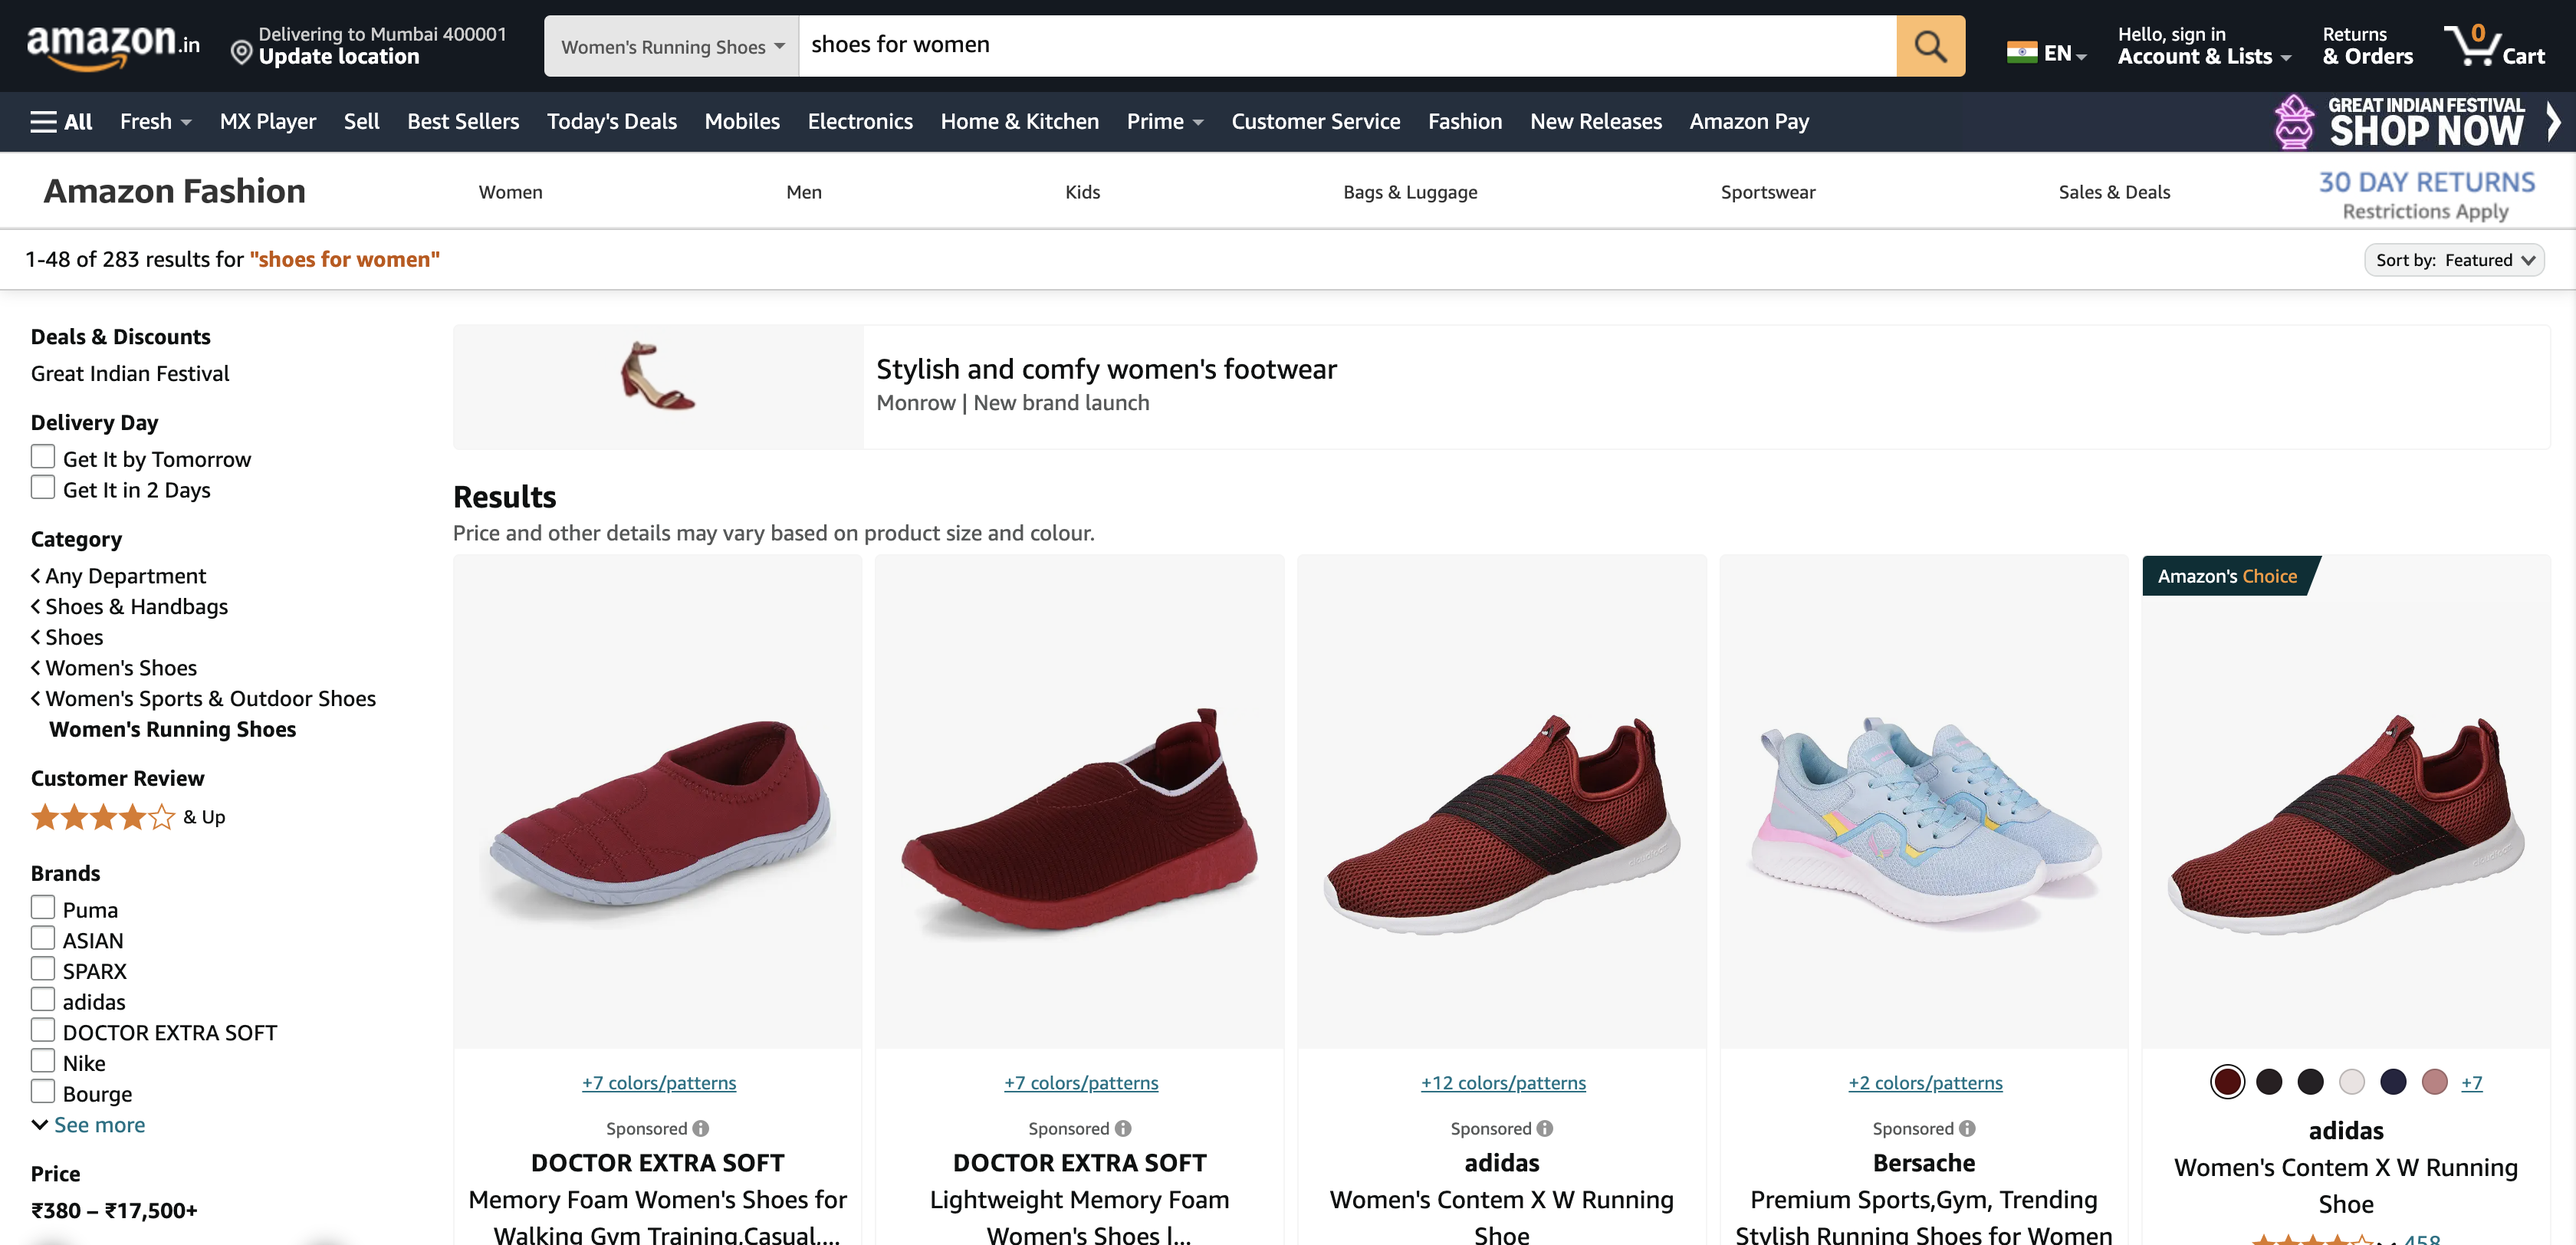 amazon.in
Delivering to Mumbai 400001
Update location
Women's Running Shoes
shoes for women
EN
Hello, sign in
Account & Lists
Returns
& Orders
0
Cart
All
Fresh
MX Player
Sell
Best Sellers
Today's Deals
Mobiles
Electronics
Home & Kitchen
Prime
Customer Service
Fashion
New Releases
Amazon Pay
GREAT INDIAN FESTIVAL
SHOP NOW
Amazon Fashion
Women
Men
Kids
Bags & Luggage
Sportswear
Sales & Deals
30 DAY RETURNS
Restrictions Apply
1-48 of 283 results for "shoes for women"
Sort by: Featured
Deals & Discounts
Great Indian Festival
Delivery Day
Get It by Tomorrow
Get It in 2 Days
Category
Any Department
Shoes & Handbags
Shoes
Women's Shoes
Women's Sports & Outdoor Shoes
Women's Running Shoes
Customer Review
& Up
Brands
Puma
ASIAN
SPARX
adidas
DOCTOR EXTRA SOFT
Nike
Bourge
See more
Price
₹380 – ₹17,500+
Stylish and comfy women's footwear
Monrow | New brand launch
Results
Price and other details may vary based on product size and colour.
+7 colors/patterns
Sponsored
DOCTOR EXTRA SOFT
Memory Foam Women's Shoes for
Walking Gym Training,Casual,...
+7 colors/patterns
Sponsored
DOCTOR EXTRA SOFT
Lightweight Memory Foam
Women's Shoes |...
+12 colors/patterns
Sponsored
adidas
Women's Contem X W Running
Shoe
+2 colors/patterns
Sponsored
Bersache
Premium Sports,Gym, Trending
Stylish Running Shoes for Women
Amazon's Choice
+7
adidas
Women's Contem X W Running
Shoe
458